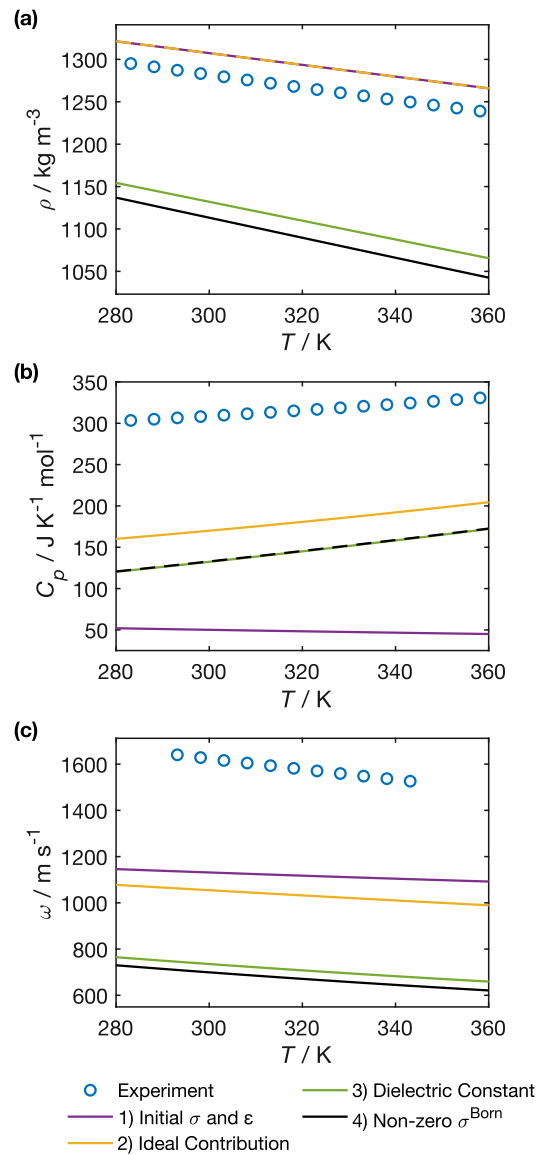 (a)
1300
1250
1200
1150
1100
1050
ρ / kg m⁻³
280 300 320 340 360
T / K
(b)
350
300
250
200
150
100
50
C_p / J K⁻¹ mol⁻¹
280 300 320 340 360
T / K
(c)
1600
1400
1200
1000
800
600
ω / m s⁻¹
280 300 320 340 360
T / K
Experiment
1) Initial σ and ε
2) Ideal Contribution
3) Dielectric Constant
4) Non-zero σ^Born